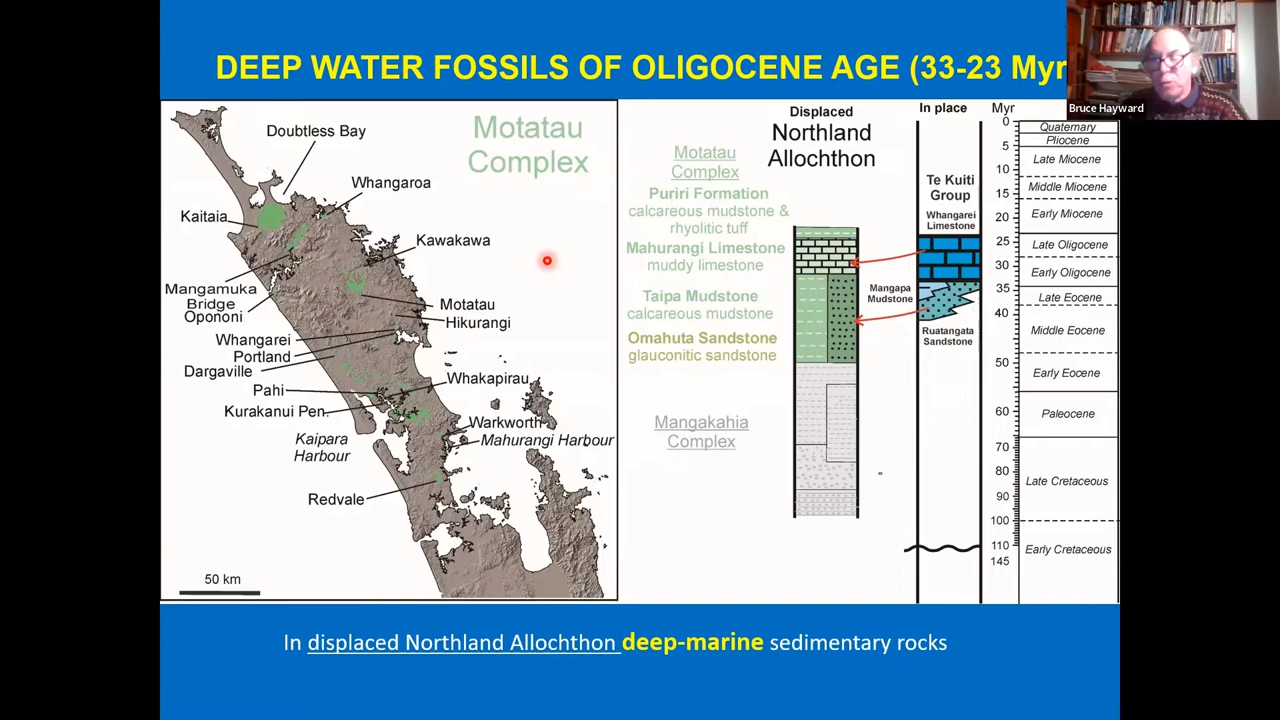 DEEP WATER FOSSILS OF OLIGOCENE AGE (33-23 Myr
Bruce Hayward
Motatau
Complex
Doubtless Bay
Whangaroa
Kaitaia
Kawakawa
Mangamuka
Bridge
Opononi
Motatau
Hikurangi
Whangarei
Portland
Dargaville
Whakapirau
Pahi
Kurakanui Pen.
Warkworth
Mahurangi Harbour
Kaipara
Harbour
Redvale
50 km
Displaced
Northland
Allochthon
Motatau
Complex
Puriri Formation
calcareous mudstone &
rhyolitic tuff
Mahurangi Limestone
muddy limestone
Taipa Mudstone
calcareous mudstone
Omahuta Sandstone
glauconitic sandstone
Mangakahia
Complex
In place
Te Kuiti
Group
Whangarei
Limestone
Mangapa
Mudstone
Ruatangata
Sandstone
Myr
0
5
10
15
20
25
30
35
40
50
60
70
80
90
100
110
145
Quaternary
Pliocene
Late Miocene
Middle Miocene
Early Miocene
Late Oligocene
Early Oligocene
Late Eocene
Middle Eocene
Early Eocene
Paleocene
Late Cretaceous
Early Cretaceous
In displaced Northland Allochthon deep-marine sedimentary rocks